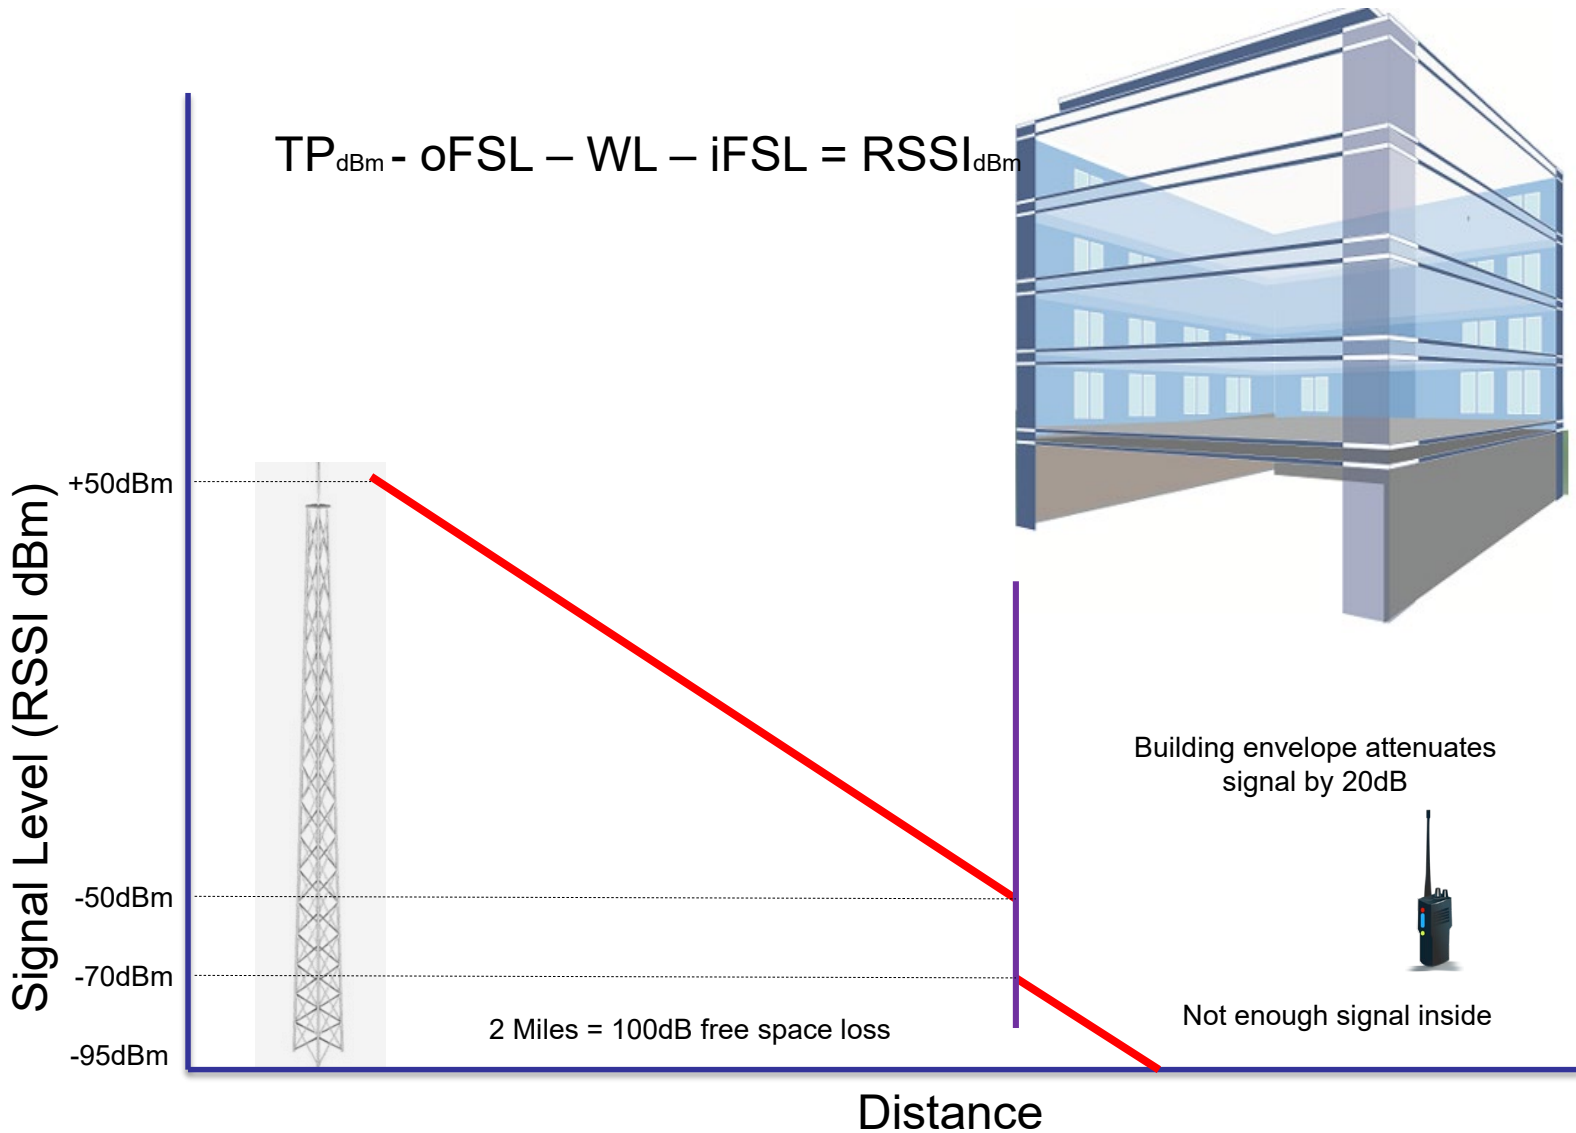 TPdBm - oFSL – WL – iFSL = RSSIdBm
Signal Level (RSSI dBm)
+50dBm
-50dBm
-70dBm
-95dBm
Building envelope attenuates
signal by 20dB
Not enough signal inside
2 Miles = 100dB free space loss
Distance